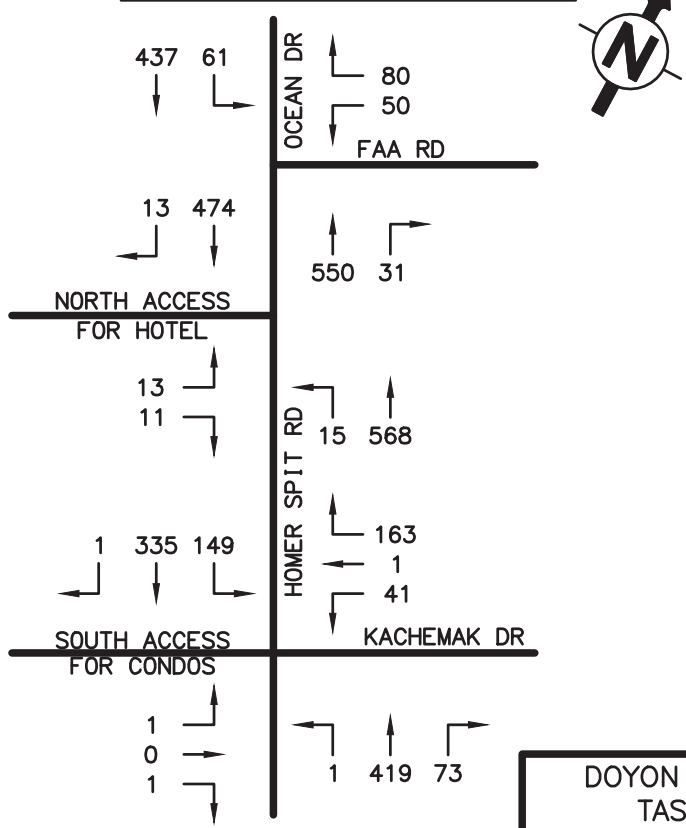 N
437 61
OCEAN DR
80
50
FAA RD
13 474
550 31
NORTH ACCESS
FOR HOTEL
13
11
HOMER SPIT RD
15 568
1 335 149
163
1
41
SOUTH ACCESS
FOR CONDOS
KACHEMAK DR
1
0
1
1 419 73
DOYON
TAS